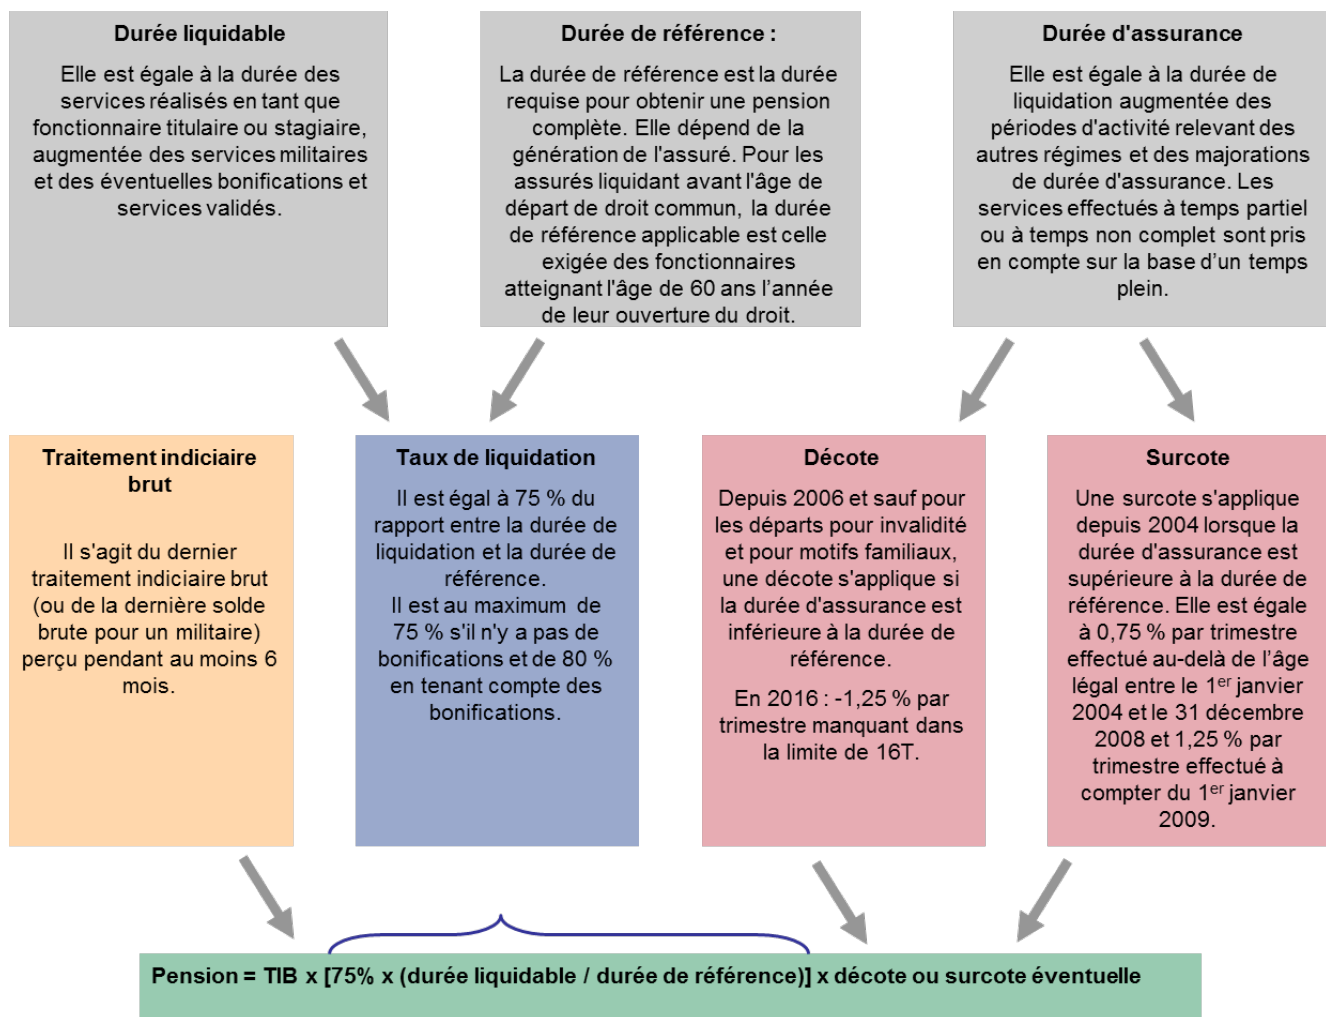 Durée liquidable
Elle est égale à la durée des
services réalisés en tant que
fonctionnaire titulaire ou stagiaire,
augmentée des services militaires
et des éventuelles bonifications et
services validés.
Durée de référence :
La durée de référence est la durée
requise pour obtenir une pension
complète. Elle dépend de la
génération de l'assuré. Pour les
assurés liquidant avant l'âge de
départ de droit commun, la durée
de référence applicable est celle
exigée des fonctionnaires
atteignant l'âge de 60 ans l’année
de leur ouverture du droit.
Durée d'assurance
Elle est égale à la durée de
liquidation augmentée des
périodes d'activité relevant des
autres régimes et des majorations
de durée d'assurance. Les
services effectués à temps partiel
ou à temps non complet sont pris
en compte sur la base d’un temps
plein.
Traitement indiciaire
brut
Il s'agit du dernier
traitement indiciaire brut
(ou de la dernière solde
brute pour un militaire)
perçu pendant au moins 6
mois.
Taux de liquidation
Il est égal à 75 % du
rapport entre la durée de
liquidation et la durée de
référence.
Il est au maximum de
75 % s'il n'y a pas de
bonifications et de 80 %
en tenant compte des
bonifications.
Décote
Depuis 2006 et sauf pour
les départs pour invalidité
et pour motifs familiaux,
une décote s'applique si
la durée d'assurance est
inférieure à la durée de
référence.
En 2016 : -1,25 % par
trimestre manquant dans
la limite de 16T.
Surcote
Une surcote s'applique
depuis 2004 lorsque la
durée d'assurance est
supérieure à la durée de
référence. Elle est égale
à 0,75 % par trimestre
effectué au-delà de l’âge
légal entre le 1er janvier
2004 et le 31 décembre
2008 et 1,25 % par
trimestre effectué à
compter du 1er janvier
2009.
Pension = TIB x [75% x (durée liquidable / durée de référence)] x décote ou surcote éventuelle